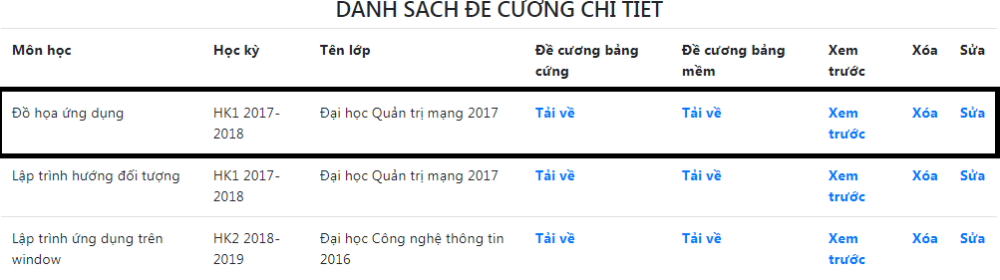 DANH SÁCH ĐỀ CƯƠNG CHI TIẾT
Môn học Học kỳ Tên lớp Đề cương bảng cứng Đề cương bảng mềm Xem trước Xóa Sửa
Đồ họa ứng dụng HK1 2017-2018 Đại học Quản trị mạng 2017 Tải về Tải về Xem trước Xóa Sửa
Lập trình hướng đối tượng HK1 2017-2018 Đại học Quản trị mạng 2017 Tải về Tải về Xem trước Xóa Sửa
Lập trình ứng dụng trên window HK2 2018-2019 Đại học Công nghệ thông tin 2016 Tải về Tải về Xem trước Xóa Sửa